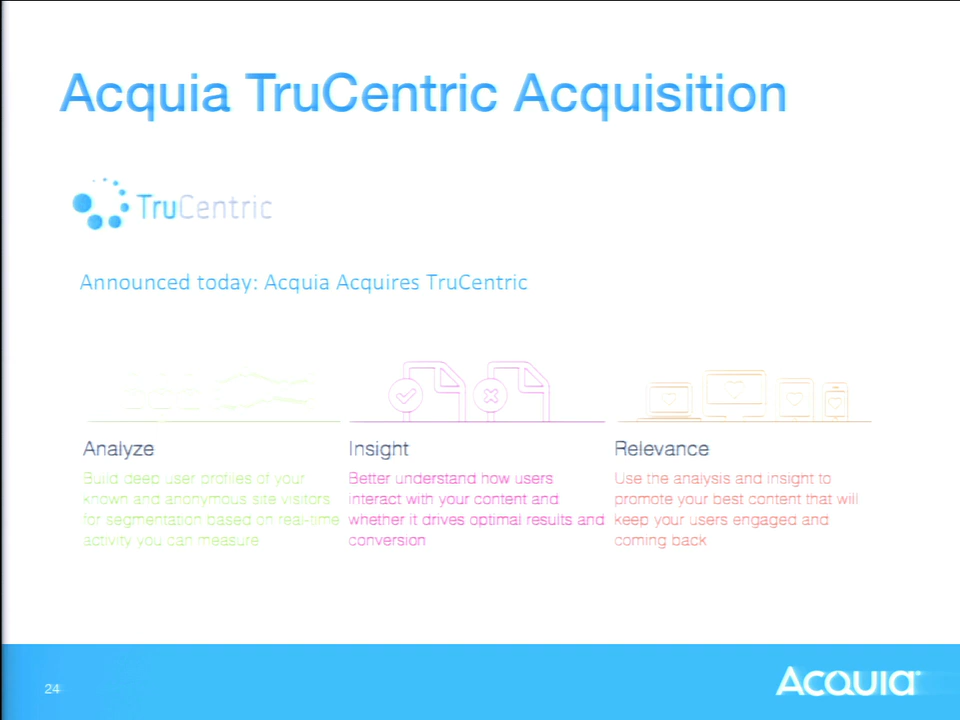 Acquia TruCentric Acquisition
TruCentric
Announced today: Acquia Acquires TruCentric
Analyze
Build deep user profiles of your
known and anonymous site visitors
for segmentation based on real-time
activity you can measure
Insight
Better understand how users
interact with your content and
whether it drives optimal results and
conversion
Relevance
Use the analysis and insight to
promote your best content that will
keep your users engaged and
coming back
24
Acquia